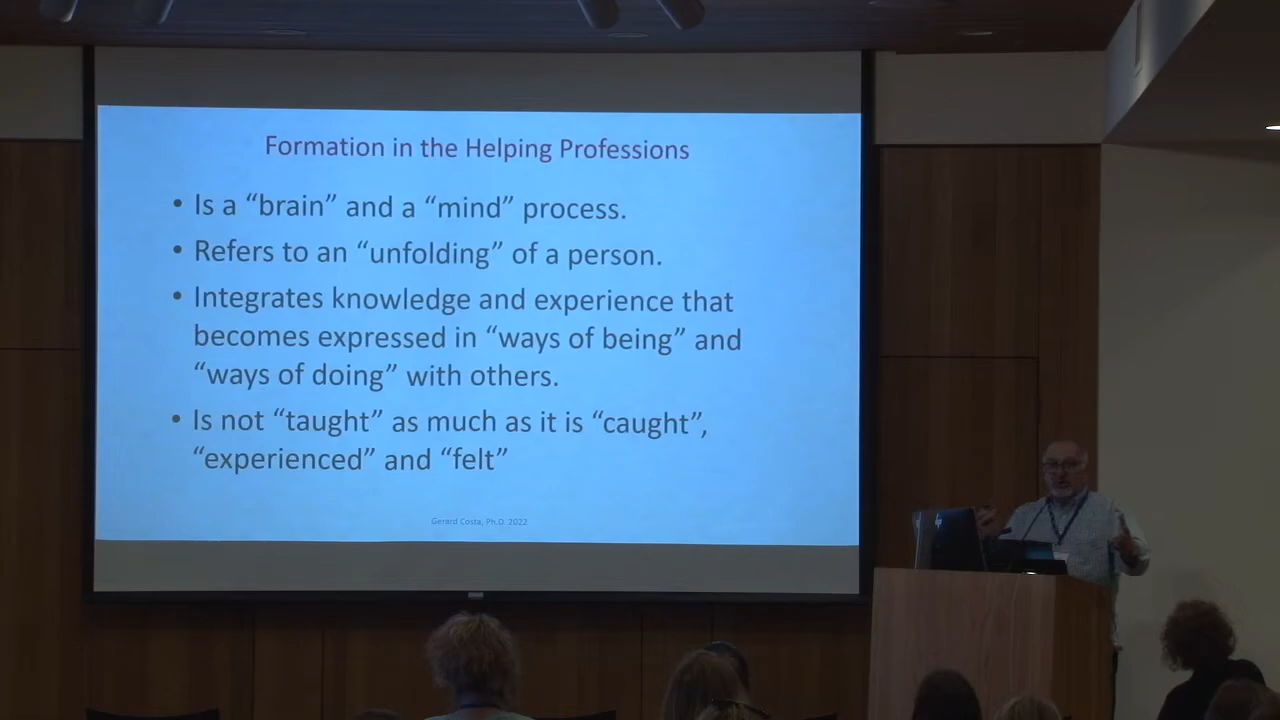 Formation in the Helping Professions
• Is a “brain” and a “mind” process.
• Refers to an “unfolding” of a person.
• Integrates knowledge and experience that
becomes expressed in “ways of being” and
“ways of doing” with others.
• Is not “taught” as much as it is “caught”,
“experienced” and “felt”
Gerard Costa, Ph.D. 2022